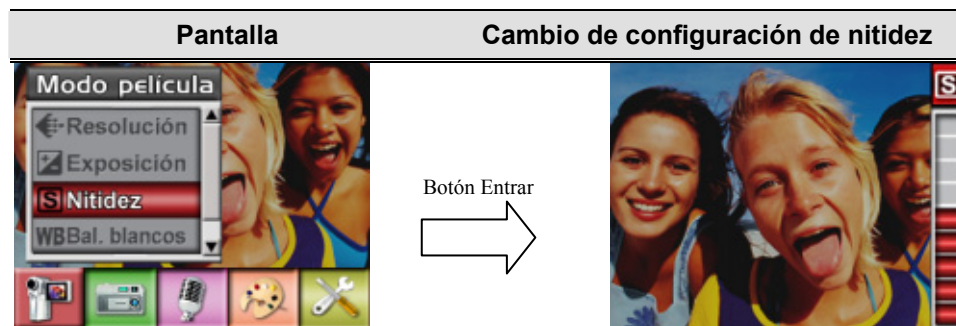 Pantalla
Cambio de configuración de nitidez
Modo película
Resolución
Exposición
S Nitidez
WB Bal. blancos
Botón Entrar
S